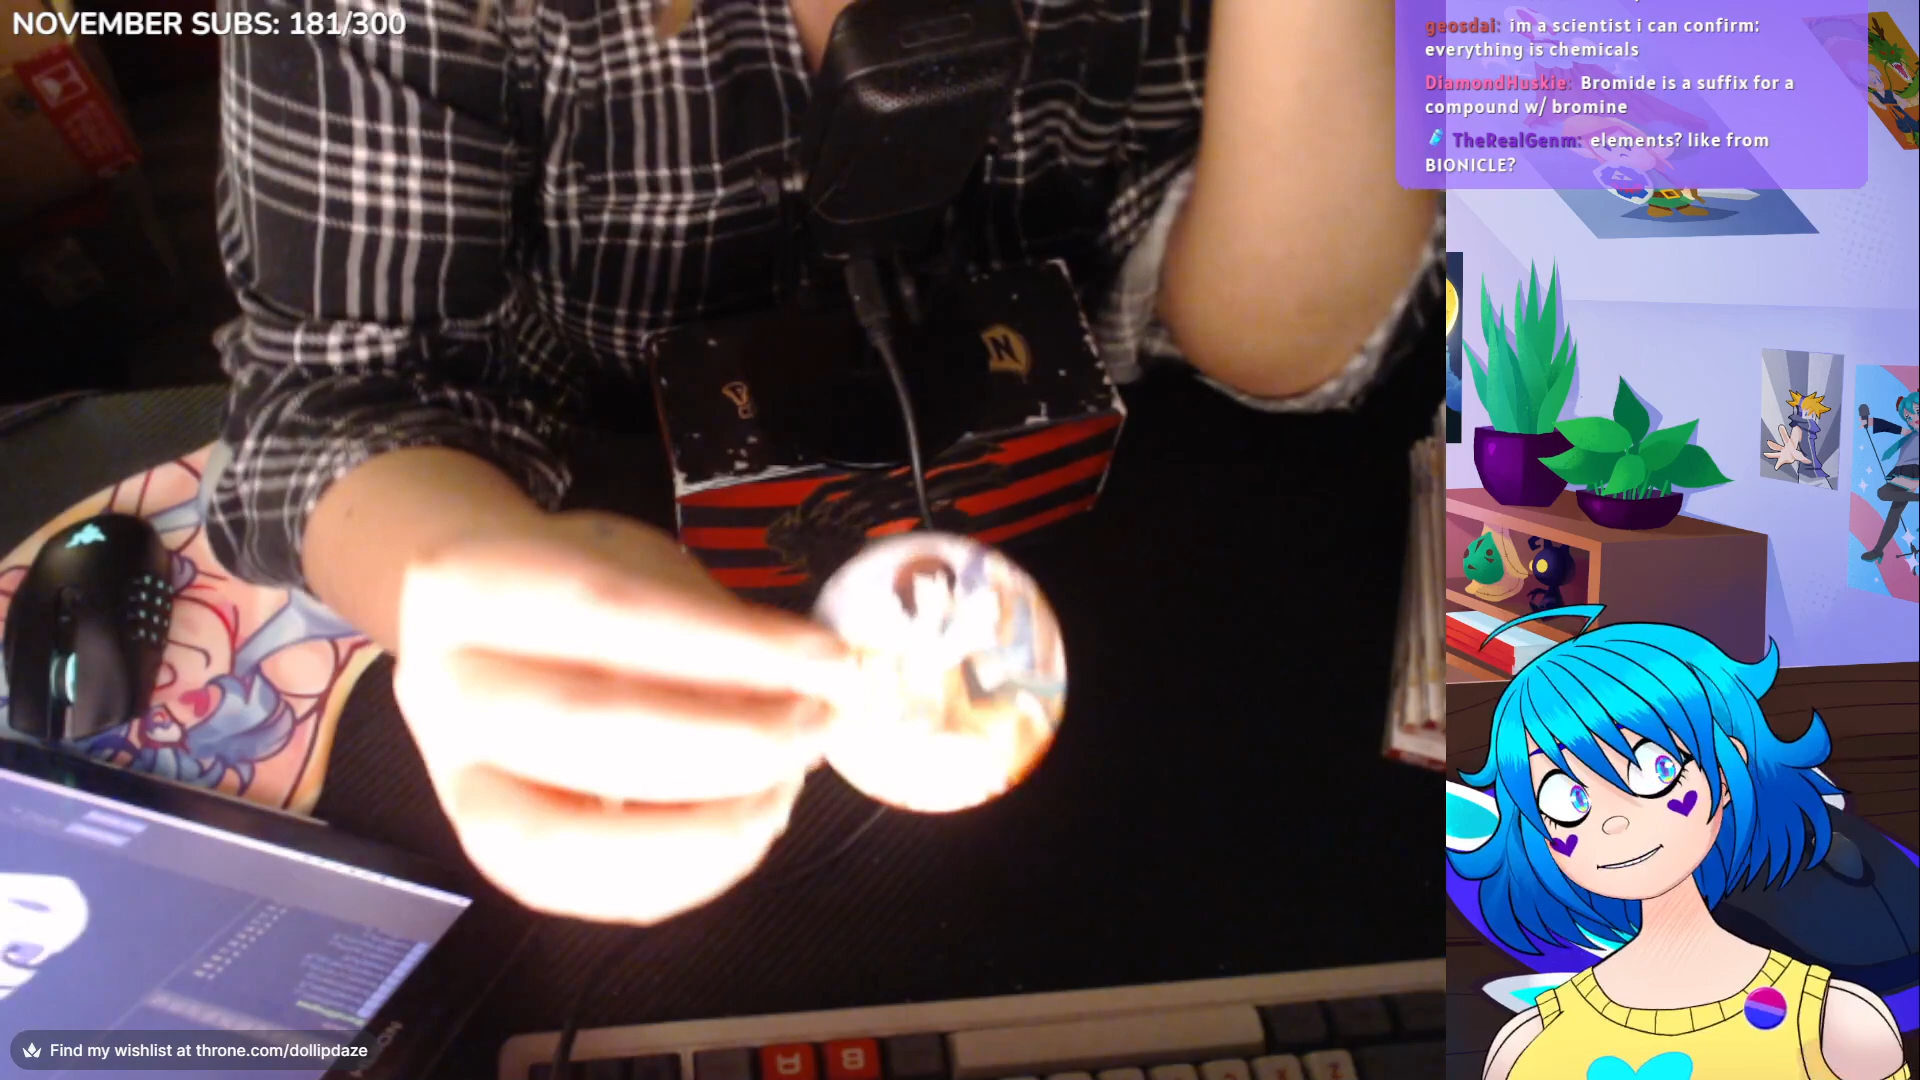 NOVEMBER SUBS: 181/300
geosdai: im a scientist i can confirm:
everything is chemicals
DiamondHuskie: Bromide is a suffix for a
compound w/ bromine
TheRealGenm: elements? like from
BIONICLE?
N
Find my wishlist at throne.com/dollipdaze